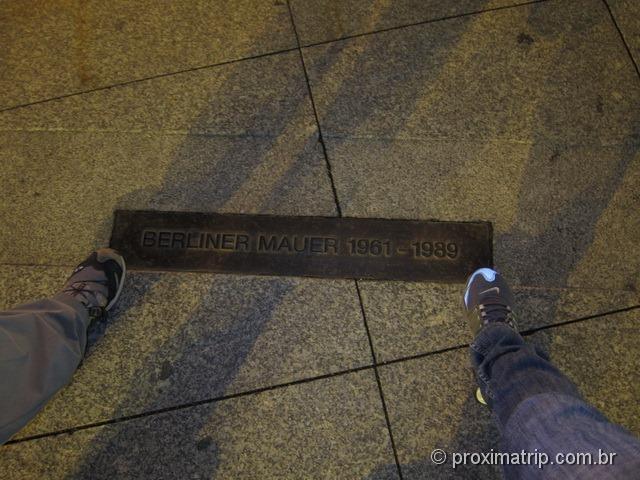 BERLINER MAUER 1961 - 1989
© proximatrip.com.br